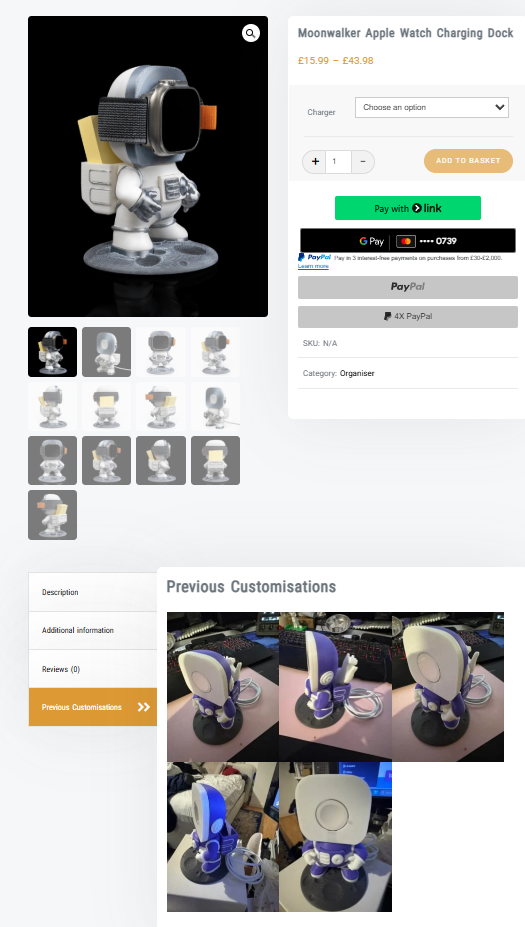 Moonwalker Apple Watch Charging Dock
£15.99 – £43.98
Charger
Choose an option
+ 1 −
ADD TO BASKET
Pay with link
G Pay •••• 0739
PayPal Pay in 3 interest-free payments on purchases from £30-£2,000.
Learn more
PayPal
4X PayPal
SKU: N/A
Category: Organiser
Description
Additional information
Reviews (0)
Previous Customisations
Previous Customisations